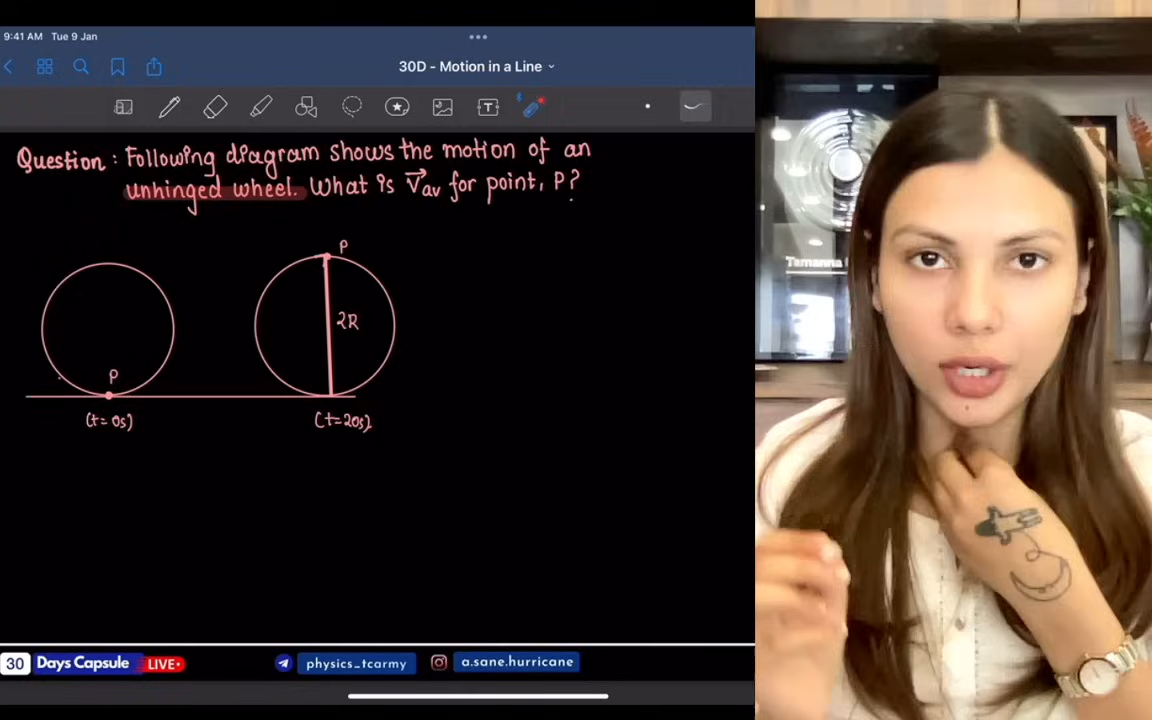 9:41 AM Tue 9 Jan
30D - Motion in a Line
Question : Following diagram shows the motion of an
unhinged wheel. What is V⃗av for point, P?
P
2R
P
(t= 0s)
(t=20s)
Temanna
30 Days Capsule LIVE
physics_tcarmy
a.sane.hurricane